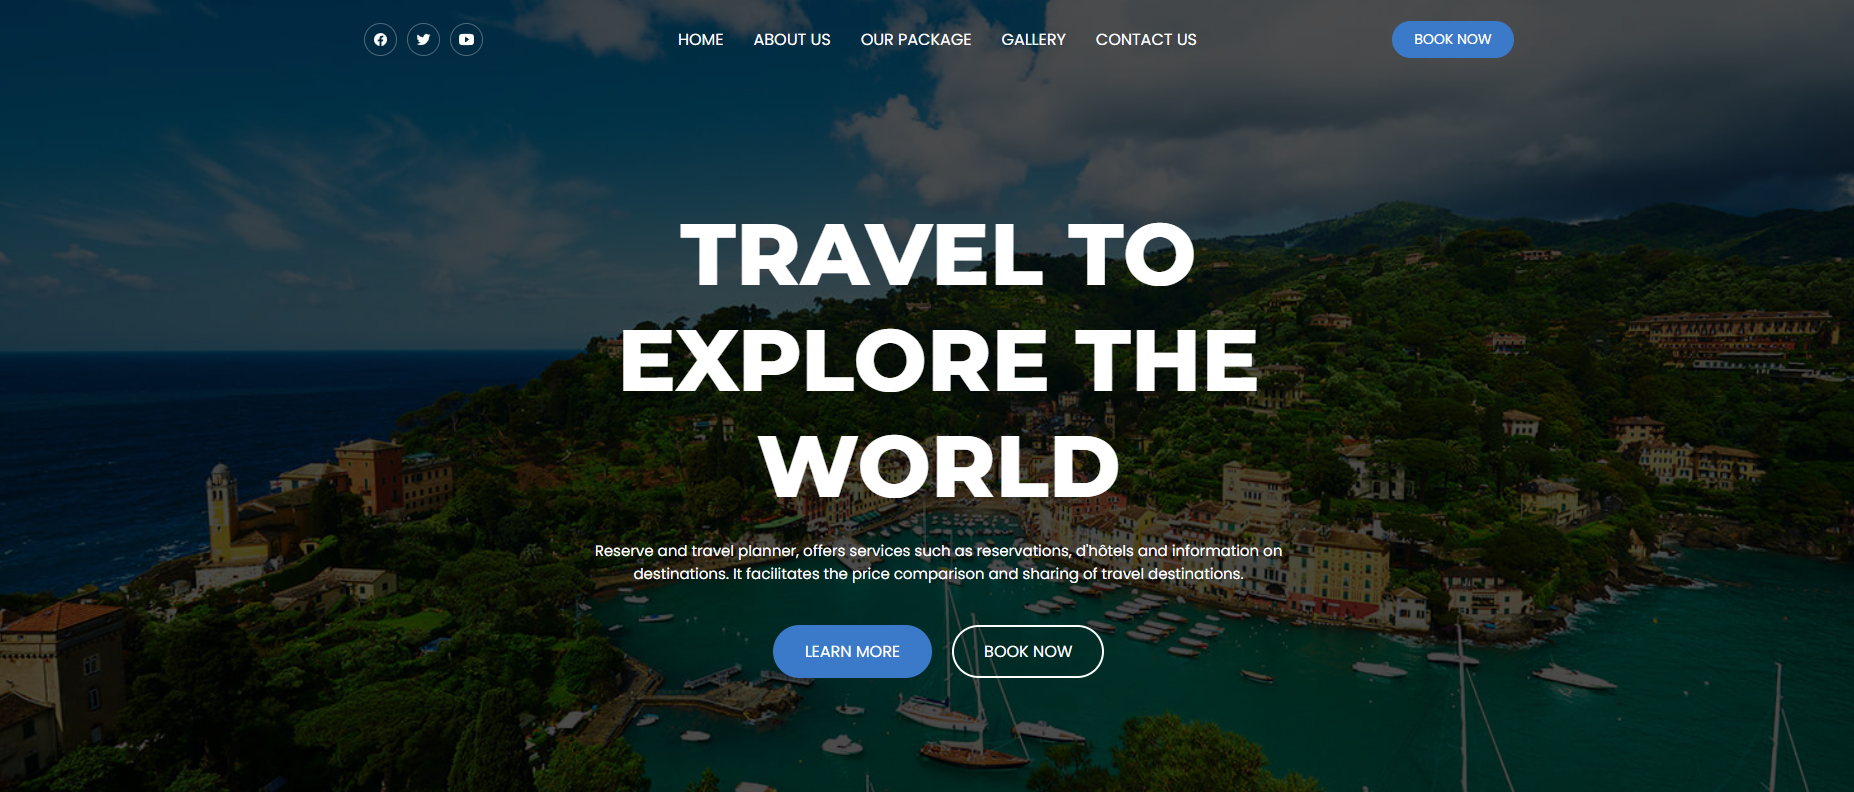 HOME ABOUT US OUR PACKAGE GALLERY CONTACT US BOOK NOW
TRAVEL TO
EXPLORE THE
WORLD
Reserve and travel planner, offers services such as reservations, d'hôtels and information on
destinations. It facilitates the price comparison and sharing of travel destinations.
LEARN MORE BOOK NOW